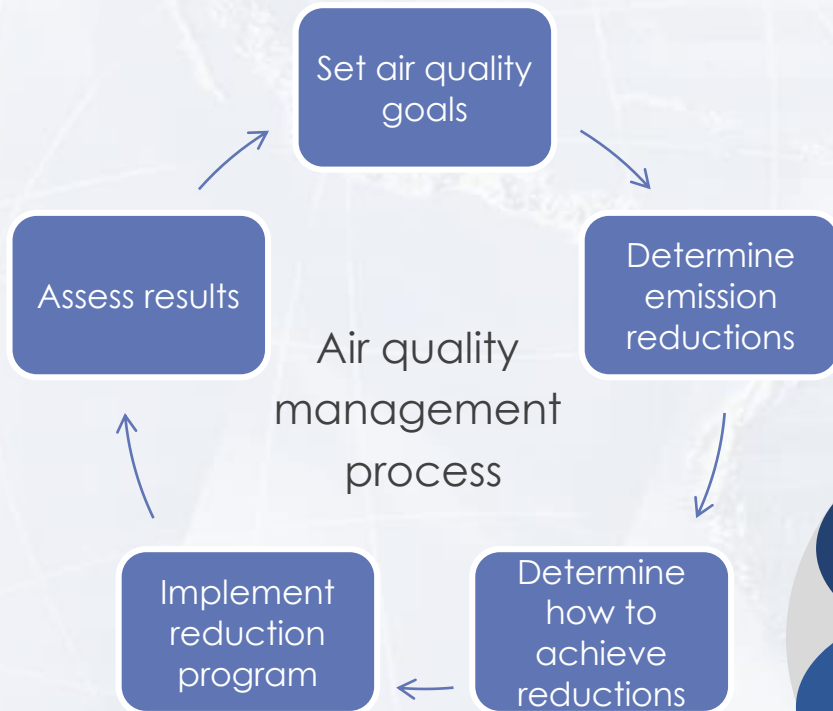 Set air quality
goals
Determine
emission
reductions
Determine
how to
achieve
reductions
Implement
reduction
program
Assess results
Air quality
management
process